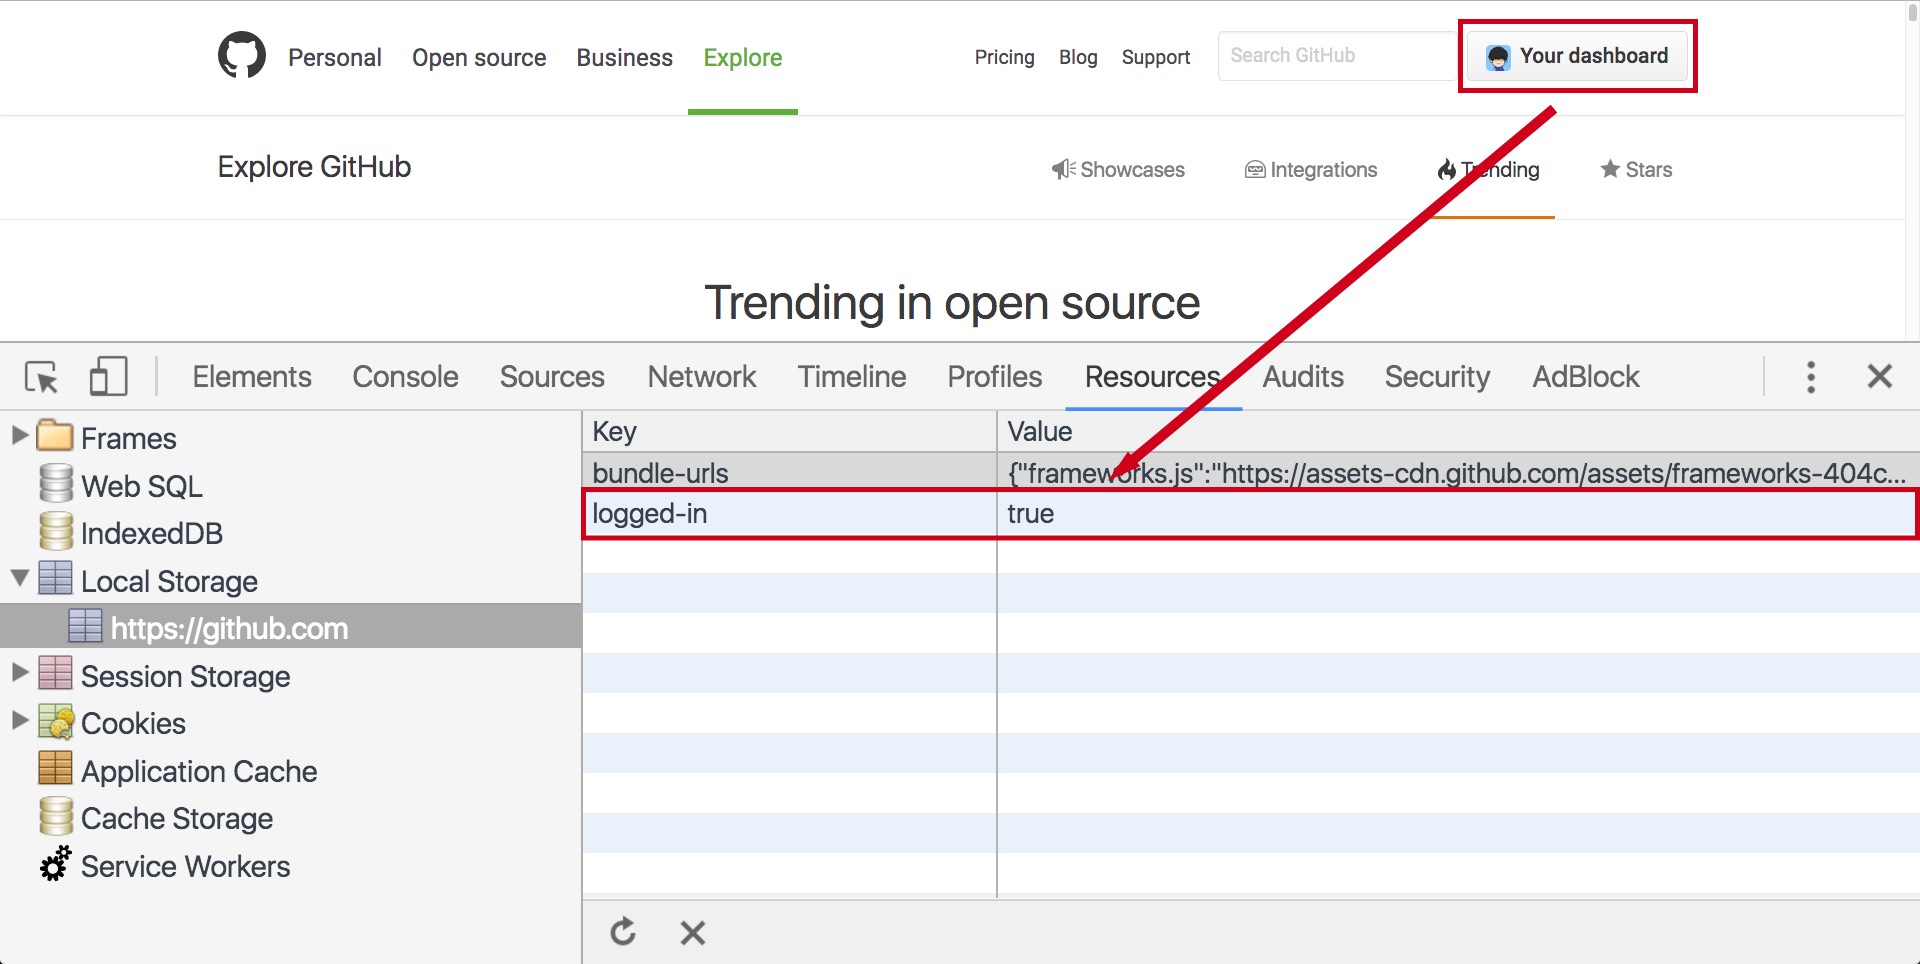 Personal Open source Business Explore Pricing Blog Support Search GitHub Your dashboard
Explore GitHub Showcases Integrations Trending Stars
Trending in open source
Elements Console Sources Network Timeline Profiles Resources Audits Security AdBlock
Key Value
Frames
bundle-urls {"frameworks.js":"https://assets-cdn.github.com/assets/frameworks-404c...
Web SQL
logged-in true
IndexedDB
Local Storage
https://github.com
Session Storage
Cookies
Application Cache
Cache Storage
Service Workers